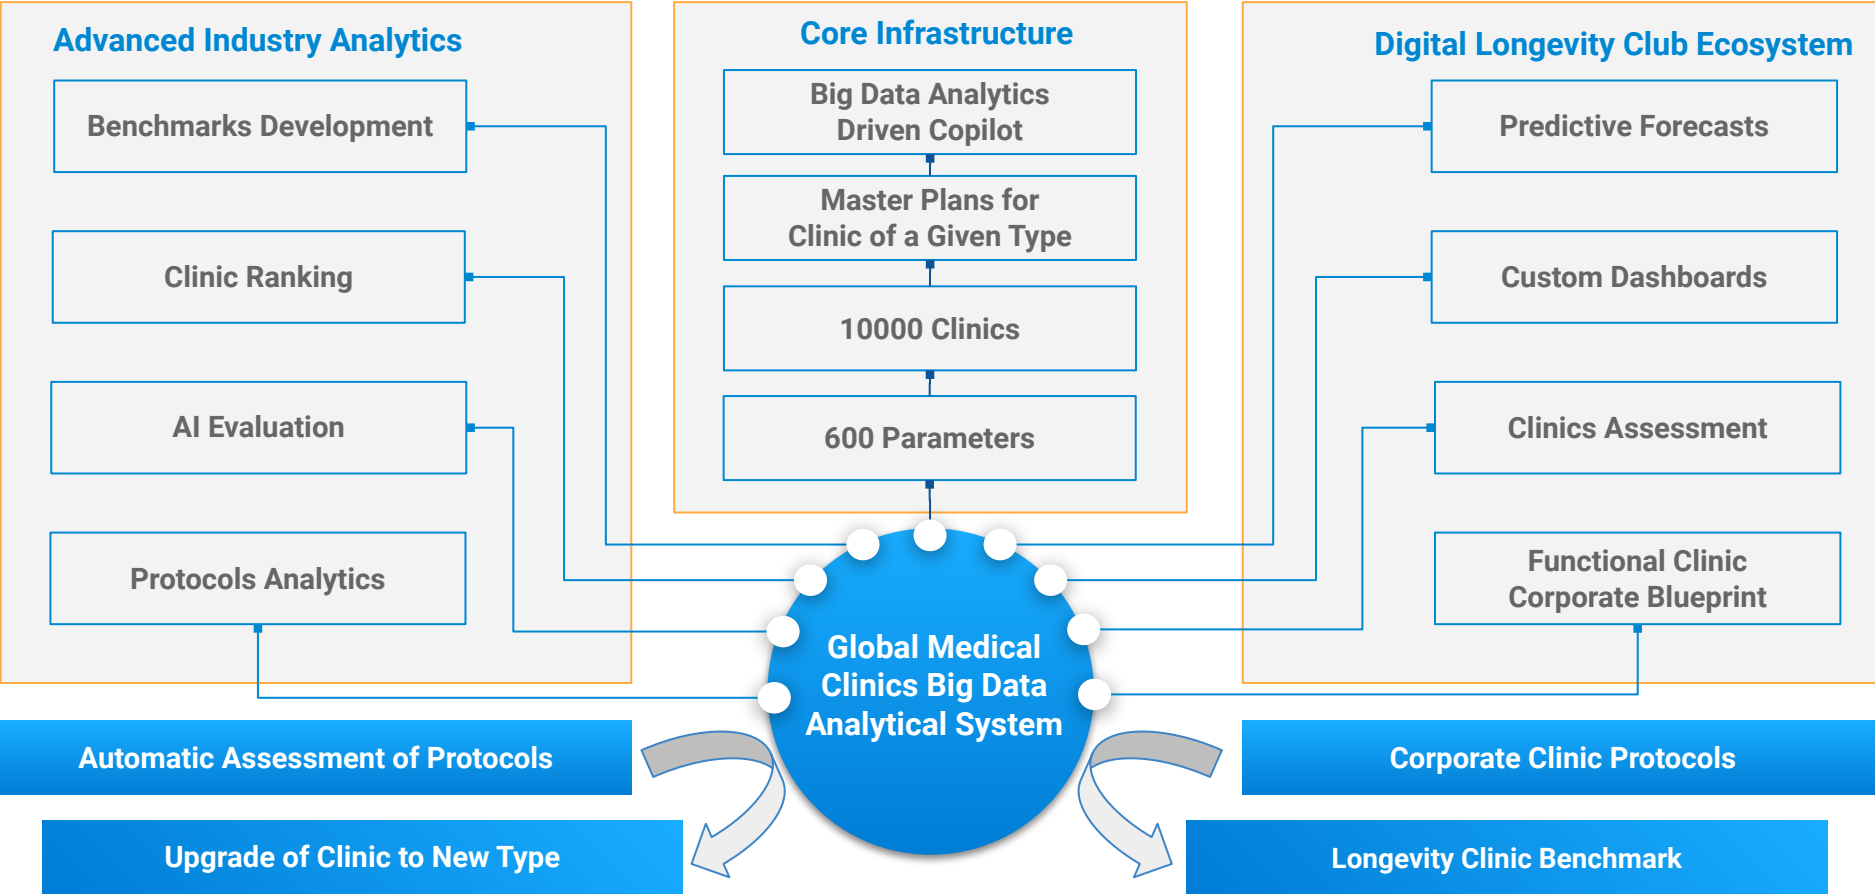 Advanced Industry Analytics
Benchmarks Development
Clinic Ranking
AI Evaluation
Protocols Analytics
Core Infrastructure
Big Data Analytics
Driven Copilot
Master Plans for
Clinic of a Given Type
10000 Clinics
600 Parameters
Digital Longevity Club Ecosystem
Predictive Forecasts
Custom Dashboards
Clinics Assessment
Functional Clinic
Corporate Blueprint
Global Medical
Clinics Big Data
Analytical System
Automatic Assessment of Protocols
Upgrade of Clinic to New Type
Corporate Clinic Protocols
Longevity Clinic Benchmark